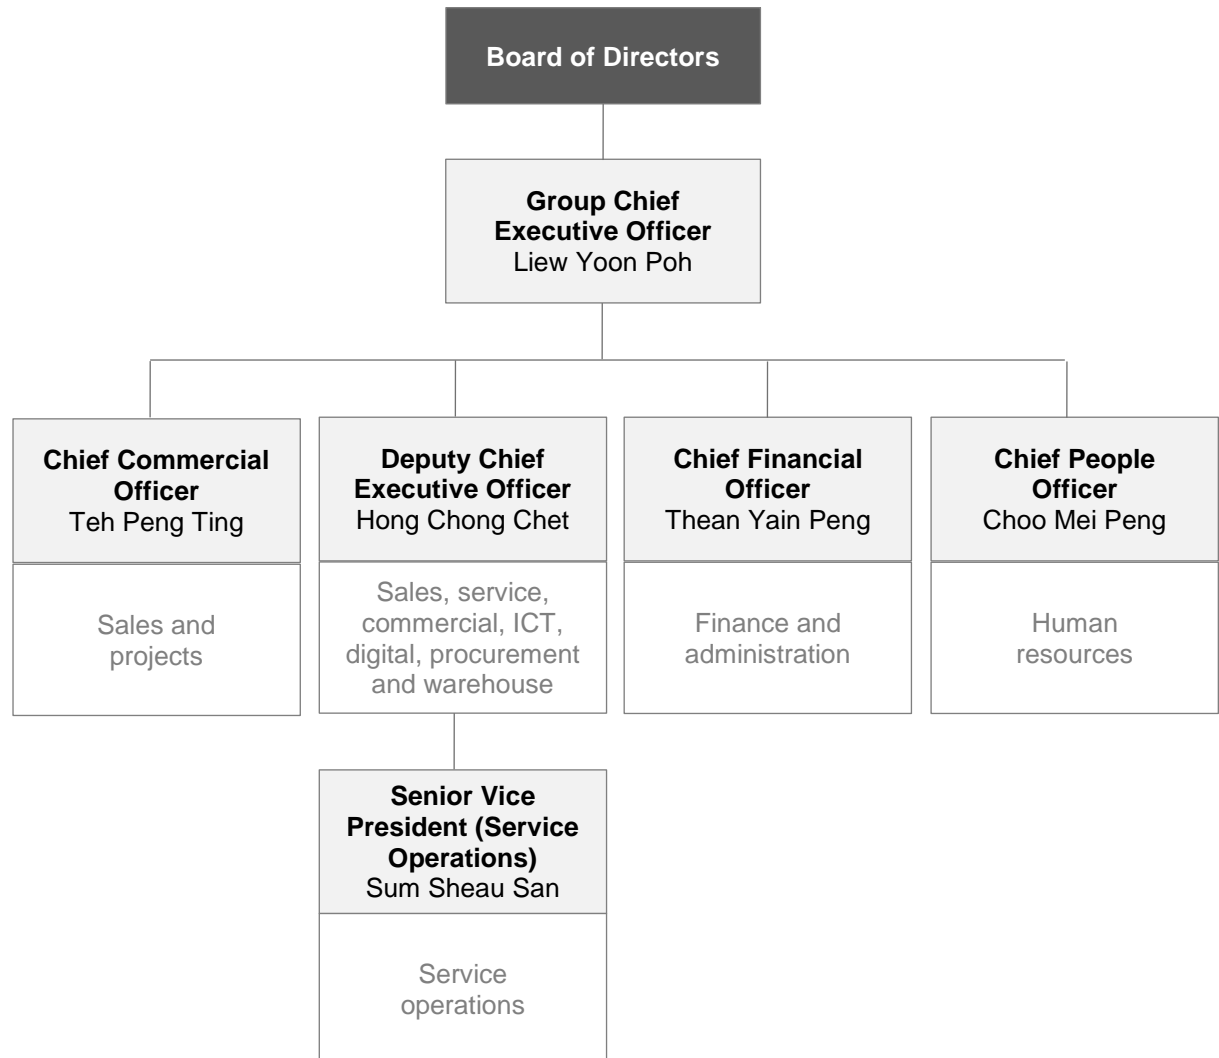 Board of Directors
Group Chief
Executive Officer
Liew Yoon Poh
Chief Commercial
Officer
Teh Peng Ting
Sales and
projects
Deputy Chief
Executive Officer
Hong Chong Chet
Sales, service,
commercial, ICT,
digital, procurement
and warehouse
Chief Financial
Officer
Thean Yain Peng
Finance and
administration
Chief People
Officer
Choo Mei Peng
Human
resources
Senior Vice
President (Service
Operations)
Sum Sheau San
Service
operations